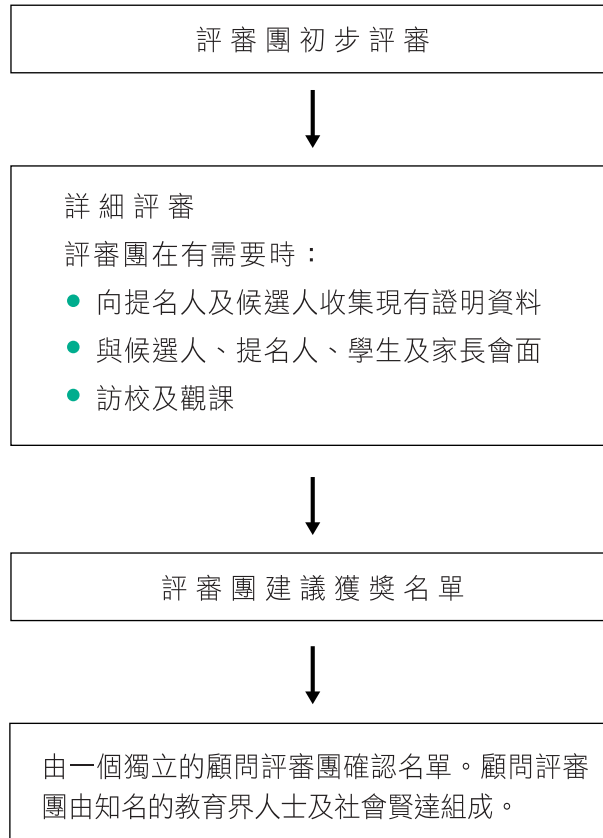 評審團初步評審
詳細評審
評審團在有需要時：
● 向提名人及候選人收集現有證明資料
● 與候選人、提名人、學生及家長會面
● 訪校及觀課
評審團建議獲獎名單
由一個獨立的顧問評審團確認名單。顧問評審
團由知名的教育界人士及社會賢達組成。